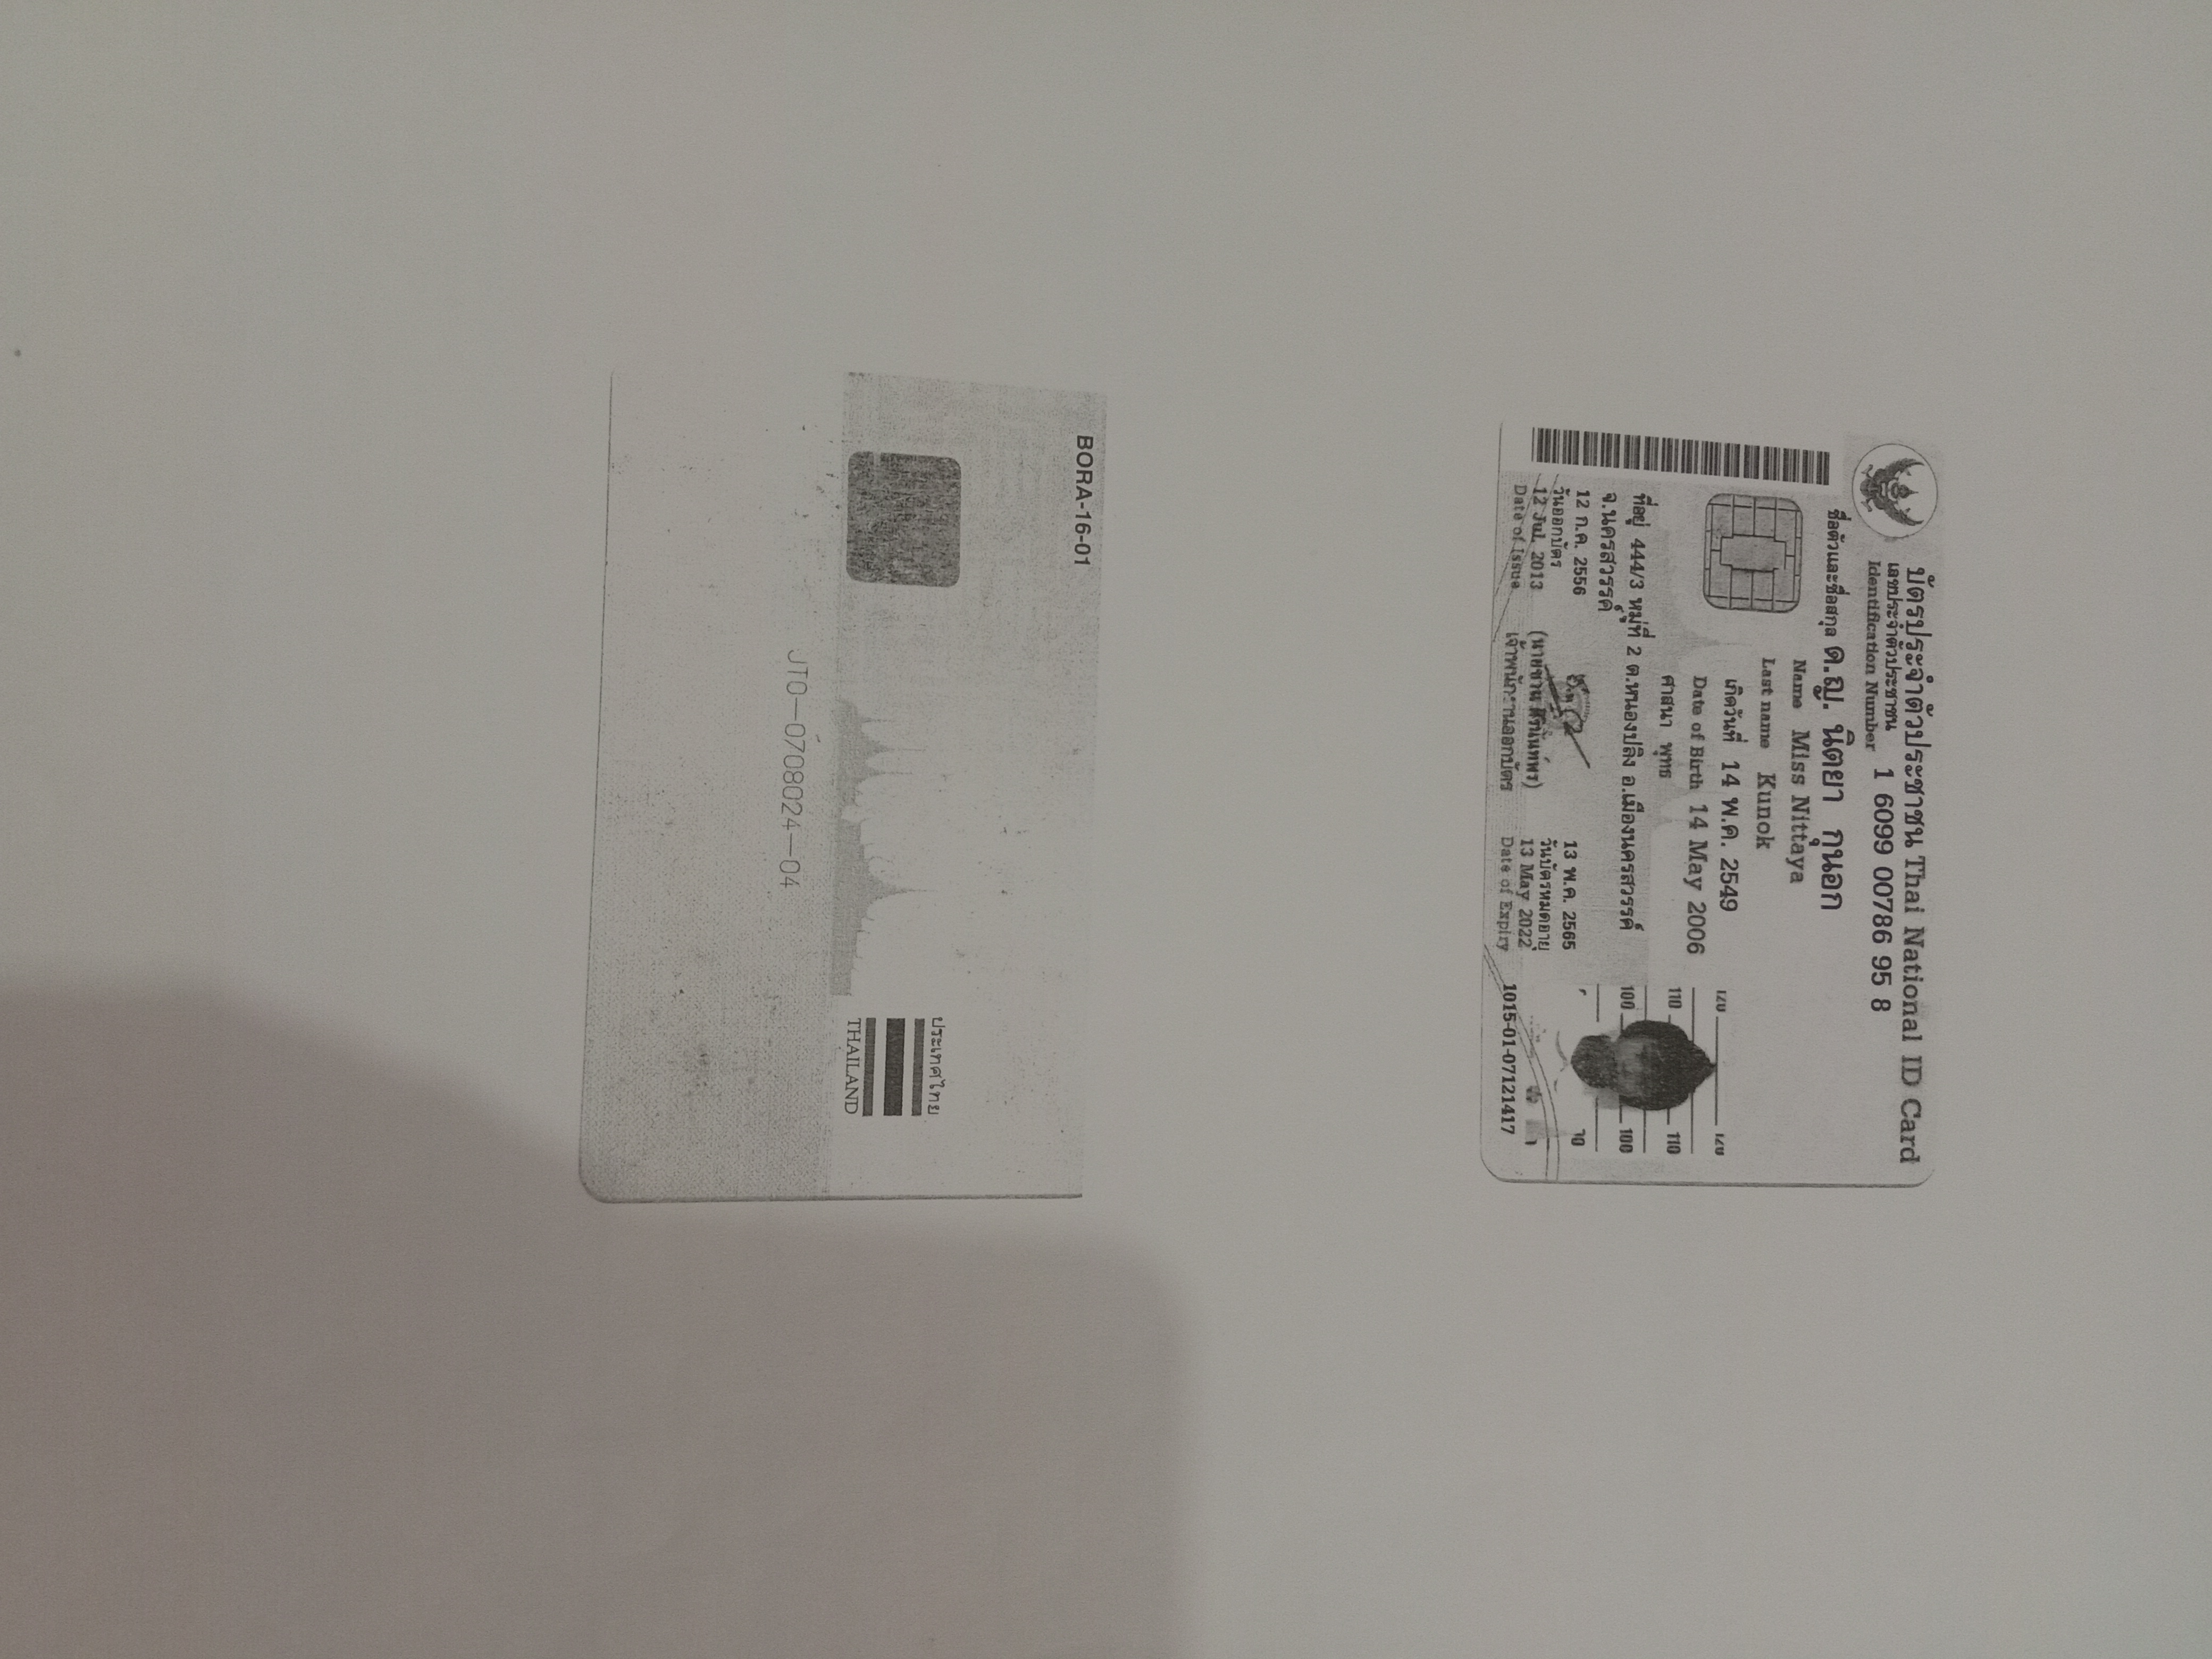 บัตรประจำตัวประชาชน Thai National ID Card
เลขประจำตัวประชาชน
Identification Number 1 6099 00786 95 8
ชื่อตัวและชื่อสกุล ด.ญ. นิตยา กุนอก
Name Miss Nittaya
Last name Kunok
เกิดวันที่ 14 พ.ค. 2549
Date of Birth 14 May 2006
ศาสนา พุทธ
ที่อยู่ 444/3 หมู่ที่ 2 ต.หนองปลิง อ.เมืองนครสวรรค์
จ.นครสวรรค์
12 ก.ค. 2556
วันออกบัตร
12 Jul. 2013
Date of Issue
เจ้าพนักงานออกบัตร
13 พ.ค. 2565
วันบัตรหมดอายุ
13 May 2022
Date of Expiry
120 120
110 110
100 100
1015-01-07121417
BORA-16-01
ประเทศไทย
THAILAND
JT0-0708024-04